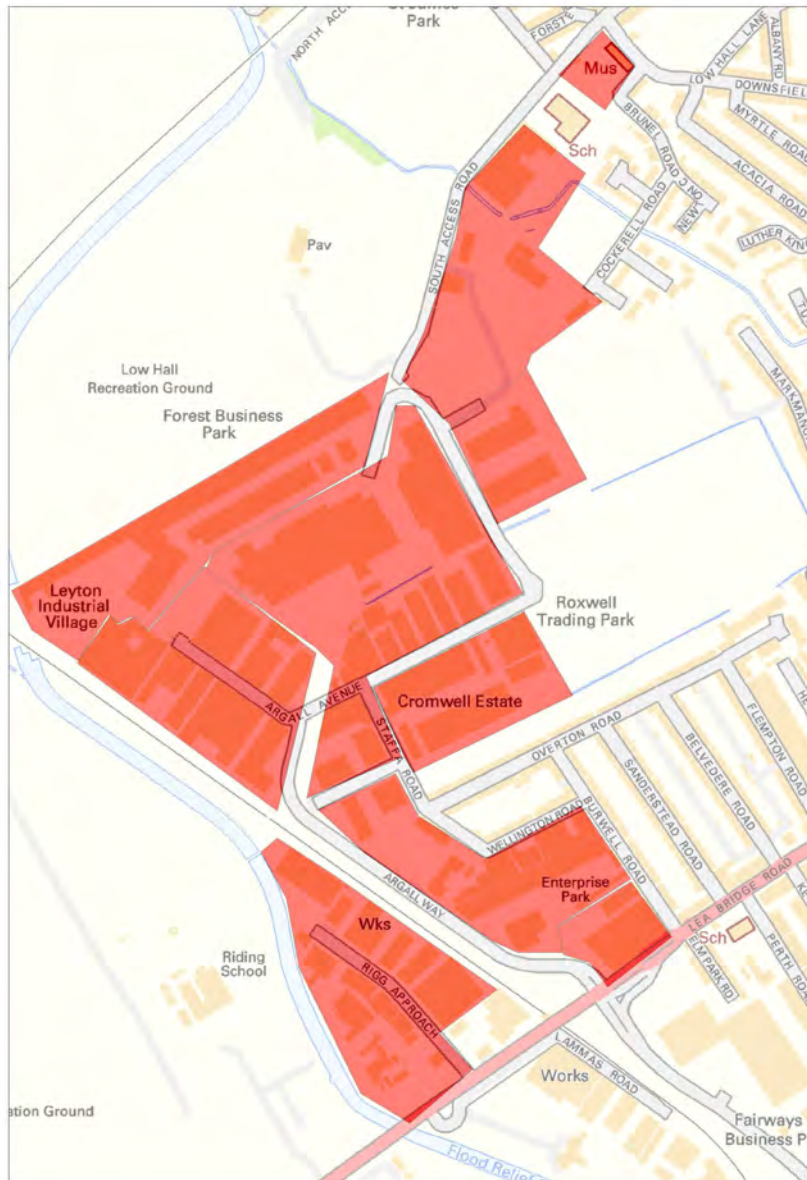 Park
NORTH ACCESS
ROAD
FORSTE
LOW HALL LANE
ALBANY RD
DOWNSFIELD
Mus
MYRTLE ROAD
BRUNEL ROAD
ACACIA ROAD
Sch
NEW
COCKERELL ROAD
LUTHER KIN
SOUTH ACCESS ROAD
Pav
Low Hall
Recreation Ground
Forest Business
Park
Leyton
Industrial
Village
Roxwell
Trading Park
ARGALL AVENUE
Cromwell Estate
STAFFA ROAD
OVERTON ROAD
FLEMPTON ROAD
BELVEDERE ROAD
SANDERSTEAD ROAD
WELLINGTON ROAD
BURWELL ROAD
ARGALL WAY
Enterprise
Park
LEA BRIDGE ROAD
Wks
Sch
ELM PARK RD
PERTH ROAD
Riding
School
RIGG APPROACH
LAMMAS ROAD
Works
ation Ground
Fairways
Business P
Flood Relie